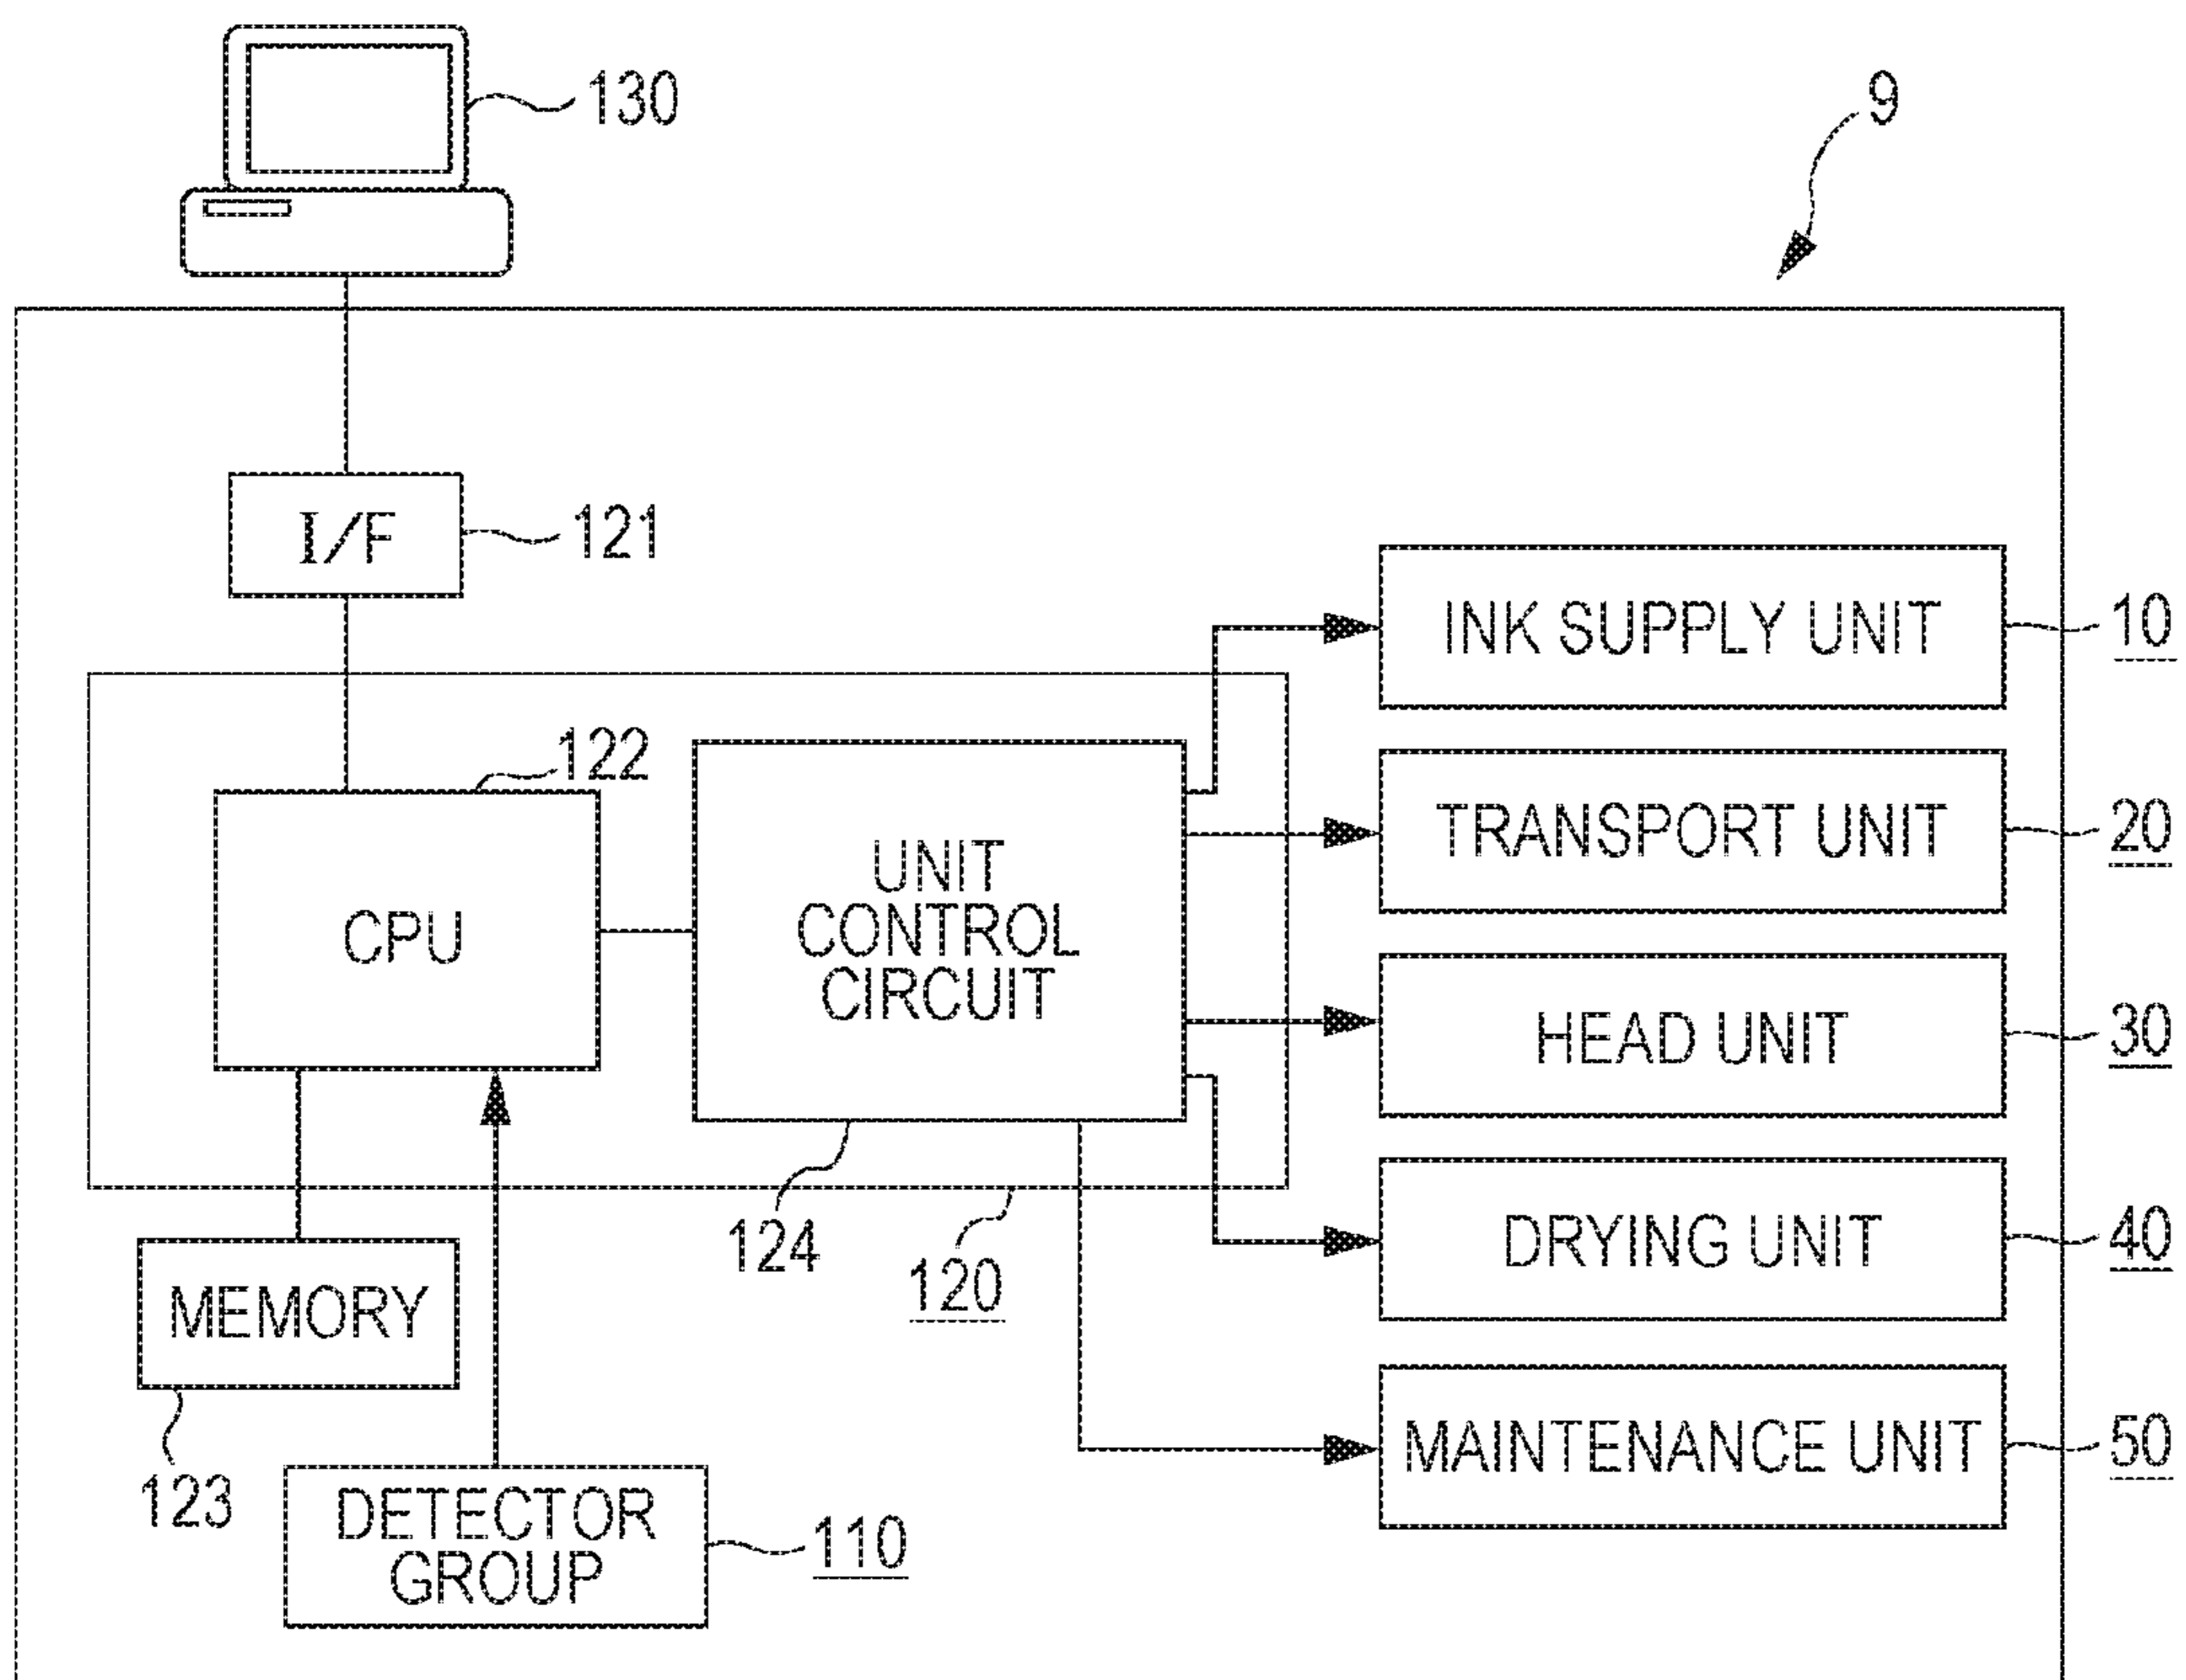 130
9
I/F
121
INK SUPPLY UNIT
10
122
TRANSPORT UNIT
20
CPU
UNIT
CONTROL
CIRCUIT
HEAD UNIT
30
124
120
DRYING UNIT
40
MEMORY
123
MAINTENANCE UNIT
50
DETECTOR
GROUP
110